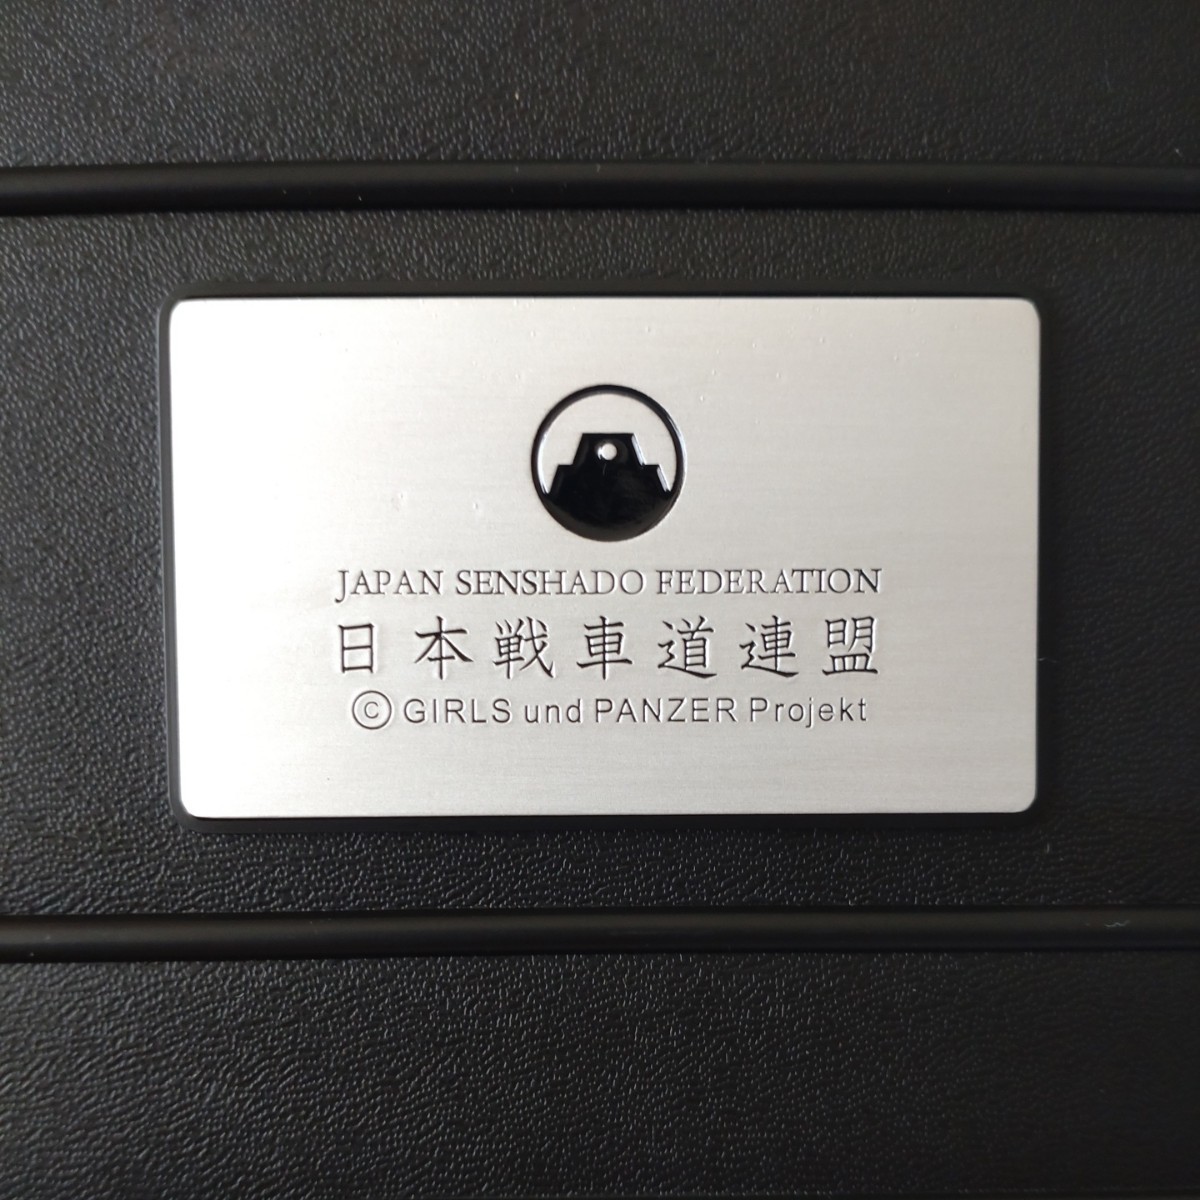 JAPAN SENSHADO FEDERATION
日本戦車道連盟
©GIRLS und PANZER Projekt